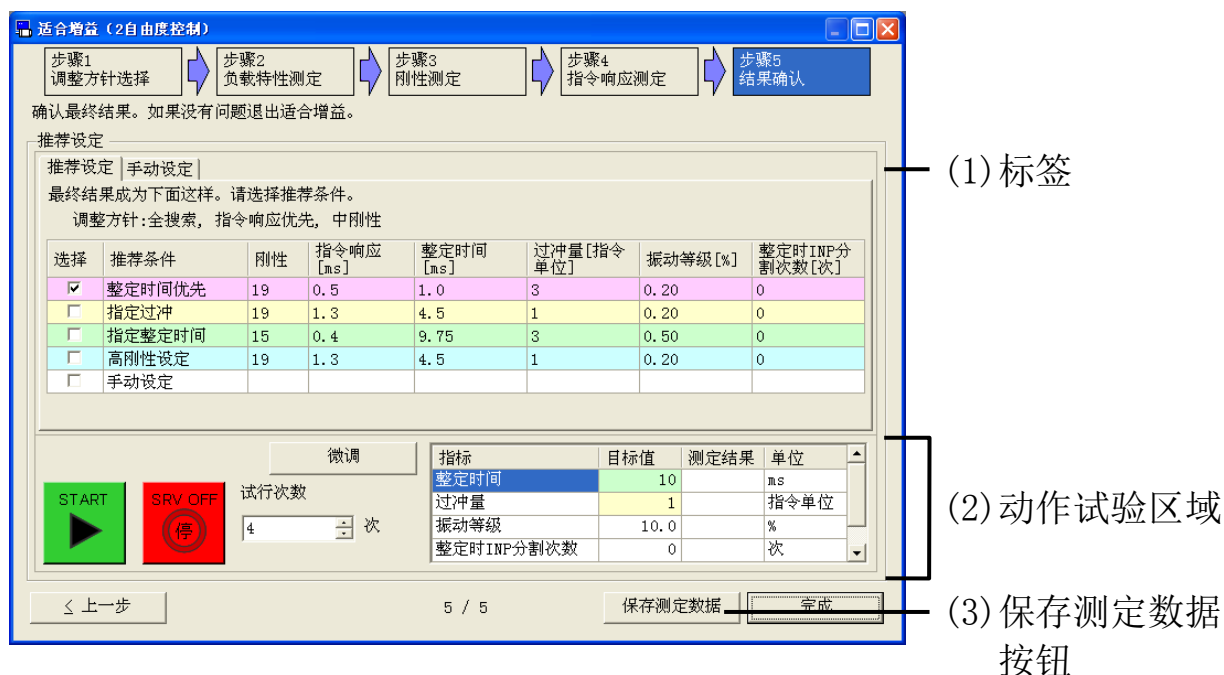 适合增益（2自由度控制）
步骤1
调整方针选择
步骤2
负载特性测定
步骤3
刚性测定
步骤4
指令响应测定
步骤5
结果确认
确认最终结果。如果没有问题退出适合增益。
推荐设定
推荐设定 手动设定
最终结果成为下面这样。请选择推荐条件。
调整方针:全搜索, 指令响应优先, 中刚性
选择 推荐条件 刚性 指令响应[ms] 整定时间[ms] 过冲量[指令单位] 振动等级[%] 整定时INP分割次数[次]
整定时间优先 19 0.5 1.0 3 0.20 0
指定过冲 19 1.3 4.5 1 0.20 0
指定整定时间 15 0.4 9.75 3 0.50 0
高刚性设定 19 1.3 4.5 1 0.20 0
手动设定
START
SRV OFF
停
微调
试行次数
4 次
指标 目标值 测定结果 单位
整定时间 10 ms
过冲量 1 指令单位
振动等级 10.0 %
整定时INP分割次数 0 次
< 上一步
5 / 5
保存测定数据
完成
(1)标签
(2)动作试验区域
(3)保存测定数据
按钮